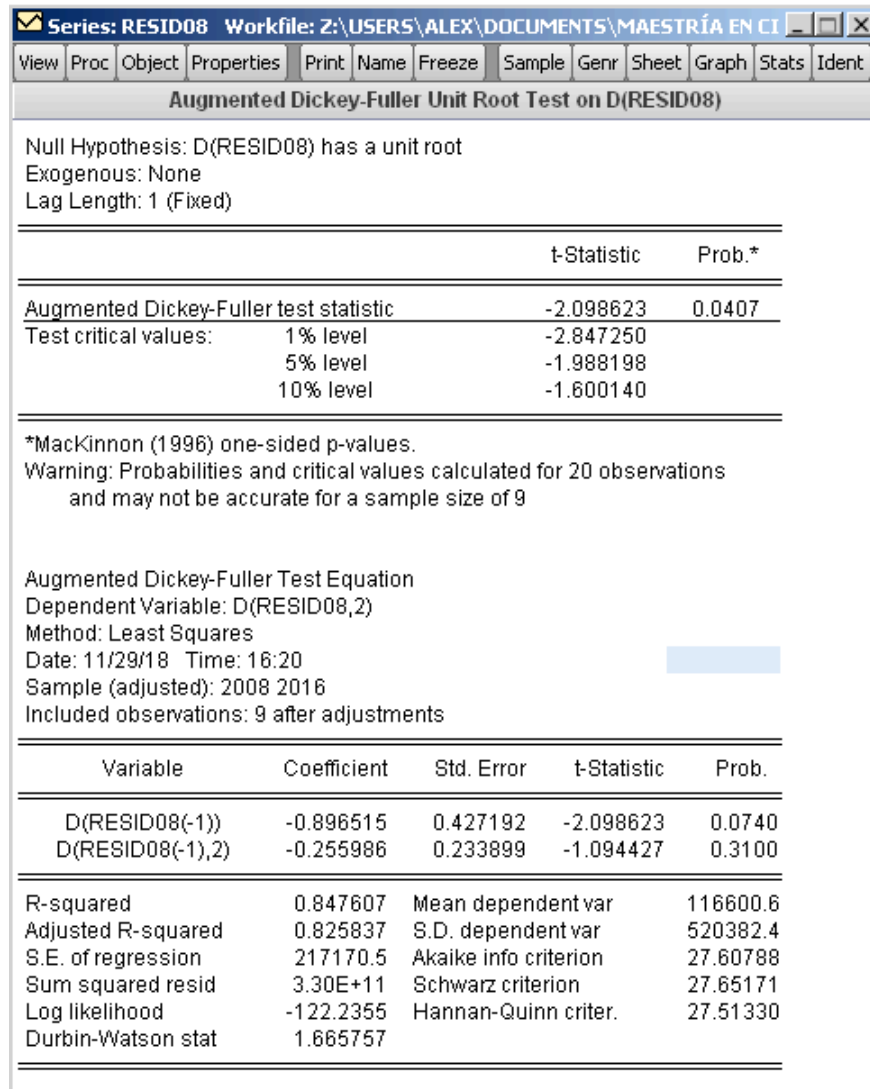 Series: RESID08 Workfile: Z:\USERS\ALEX\DOCUMENTS\MAESTRÍA EN CI
View Proc Object Properties Print Name Freeze Sample Genr Sheet Graph Stats Ident
Augmented Dickey-Fuller Unit Root Test on D(RESID08)
Null Hypothesis: D(RESID08) has a unit root
Exogenous: None
Lag Length: 1 (Fixed)
t-Statistic Prob.*
Augmented Dickey-Fuller test statistic -2.098623 0.0407
Test critical values: 1% level -2.847250
5% level -1.988198
10% level -1.600140
*MacKinnon (1996) one-sided p-values.
Warning: Probabilities and critical values calculated for 20 observations
and may not be accurate for a sample size of 9
Augmented Dickey-Fuller Test Equation
Dependent Variable: D(RESID08,2)
Method: Least Squares
Date: 11/29/18 Time: 16:20
Sample (adjusted): 2008 2016
Included observations: 9 after adjustments
Variable Coefficient Std. Error t-Statistic Prob.
D(RESID08(-1)) -0.896515 0.427192 -2.098623 0.0740
D(RESID08(-1),2) -0.255986 0.233899 -1.094427 0.3100
R-squared 0.847607 Mean dependent var 116600.6
Adjusted R-squared 0.825837 S.D. dependent var 520382.4
S.E. of regression 217170.5 Akaike info criterion 27.60788
Sum squared resid 3.30E+11 Schwarz criterion 27.65171
Log likelihood -122.2355 Hannan-Quinn criter. 27.51330
Durbin-Watson stat 1.665757